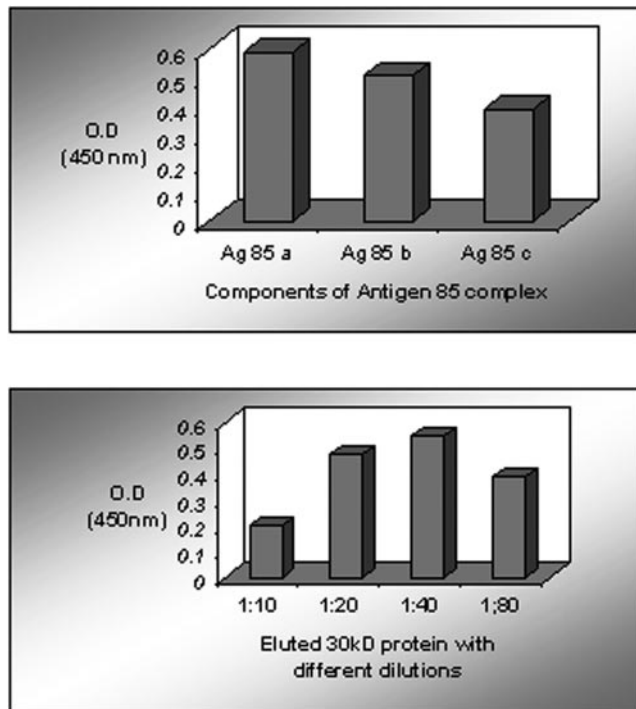 0.6
0.5
0.4
0.3
0.2
0.1
0
O.D
(450 nm)
Ag 85 a Ag 85 b Ag 85 c
Components of Antigen 85 complex
0.6
0.5
0.4
0.3
0.2
0.1
0
O.D
(450nm)
1:10 1:20 1:40 1;80
Eluted 30kD protein with
different dilutions